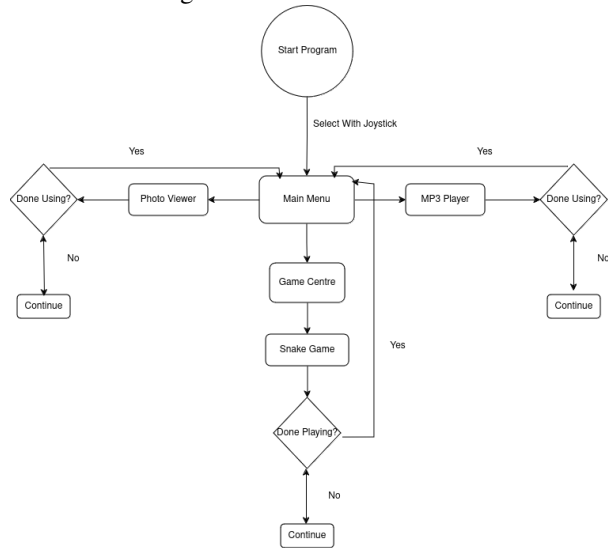 Start Program
Select With Joystick
Yes
Yes
Done Using?
Photo Viewer
Main Menu
MP3 Player
Done Using?
No
No
Continue
Game Centre
Continue
Snake Game
Yes
Done Playing?
No
Continue